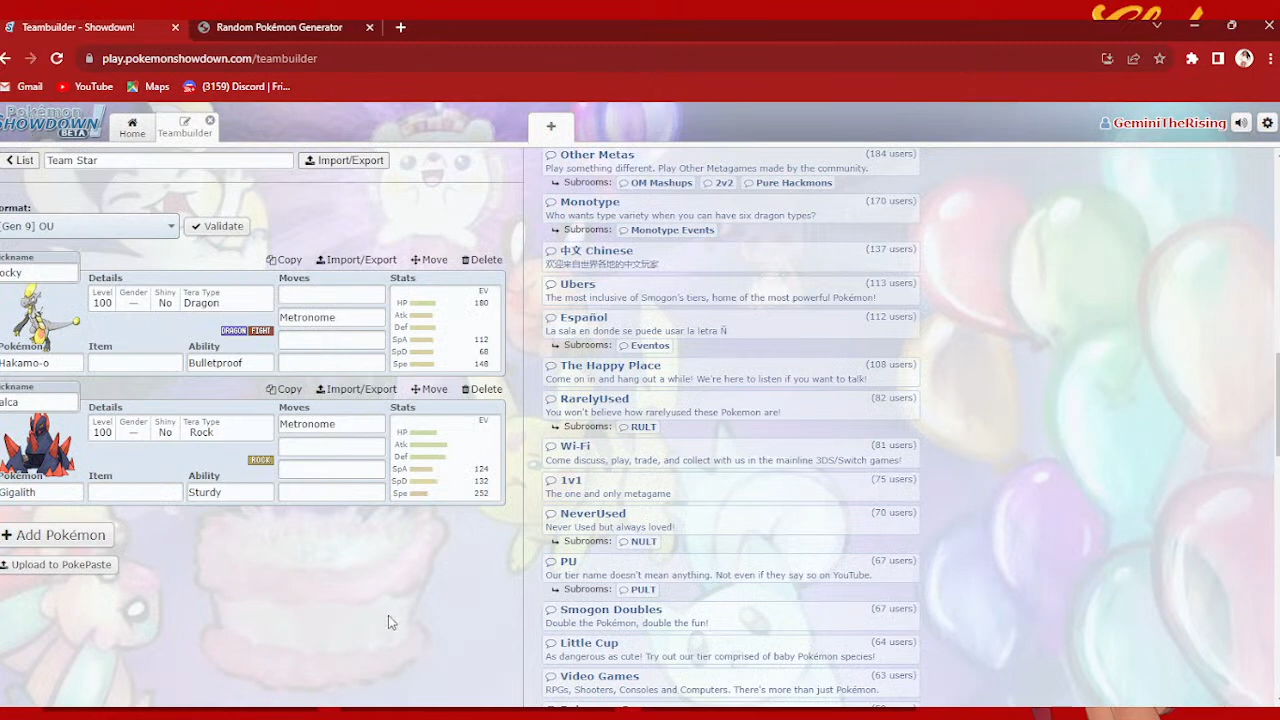 Teambuilder - Showdown!
Random Pokémon Generator
play.pokemonshowdown.com/teambuilder
Gmail
YouTube
Maps
(3159) Discord | Fri...
Pokémon
SHOWDOWN
BETA
Home
Teambuilder
GeminiTheRising
List
Team Star
Import/Export
ormat:
[Gen 9] OU
Validate
Copy
Import/Export
Move
Delete
ickname
ocky
Details
Level
100
Gender
—
Shiny
No
Tera Type
Dragon
DRAGON
FIGHT
Pokémon
Hakamo-o
Item
Ability
Bulletproof
Moves
Metronome
Stats
EV
HP 180
Atk
Def
SpA 112
SpD 68
Spe 148
Copy
Import/Export
Move
Delete
ickname
alca
Details
Level
100
Gender
—
Shiny
No
Tera Type
Rock
ROCK
Pokémon
Gigalith
Item
Ability
Sturdy
Moves
Metronome
Stats
EV
HP
Atk
Def
SpA 124
SpD 132
Spe 252
Add Pokémon
Upload to PokePaste
Other Metas (184 users)
Play something different. Play Other Metagames made by the community.
Subrooms: OM Mashups 2v2 Pure Hackmons
Monotype (170 users)
Who wants type variety when you can have six dragon types?
Subrooms: Monotype Events
中文 Chinese (137 users)
欢迎来自世界各地的中文玩家
Ubers (113 users)
The most inclusive of Smogon's tiers, home of the most powerful Pokémon!
Español (112 users)
La sala en donde se puede usar la letra Ñ
Subrooms: Eventos
The Happy Place (108 users)
Come on in and hang out a while! We're here to listen if you want to talk!
RarelyUsed (82 users)
You won't believe how rarelyused these Pokemon are!
Subrooms: RULT
Wi-Fi (81 users)
Come discuss, play, trade, and collect with us in the mainline 3DS/Switch games!
1v1 (75 users)
The one and only metagame
NeverUsed (70 users)
Never Used but always loved!
Subrooms: NULT
PU (67 users)
Our tier name doesn't mean anything. Not even if they say so on YouTube.
Subrooms: PULT
Smogon Doubles (67 users)
Double the Pokémon, double the fun!
Little Cup (64 users)
As dangerous as cute! Try out our tier comprised of baby Pokémon species!
Video Games (63 users)
RPGs, Shooters, Consoles and Computers. There's more than just Pokémon.